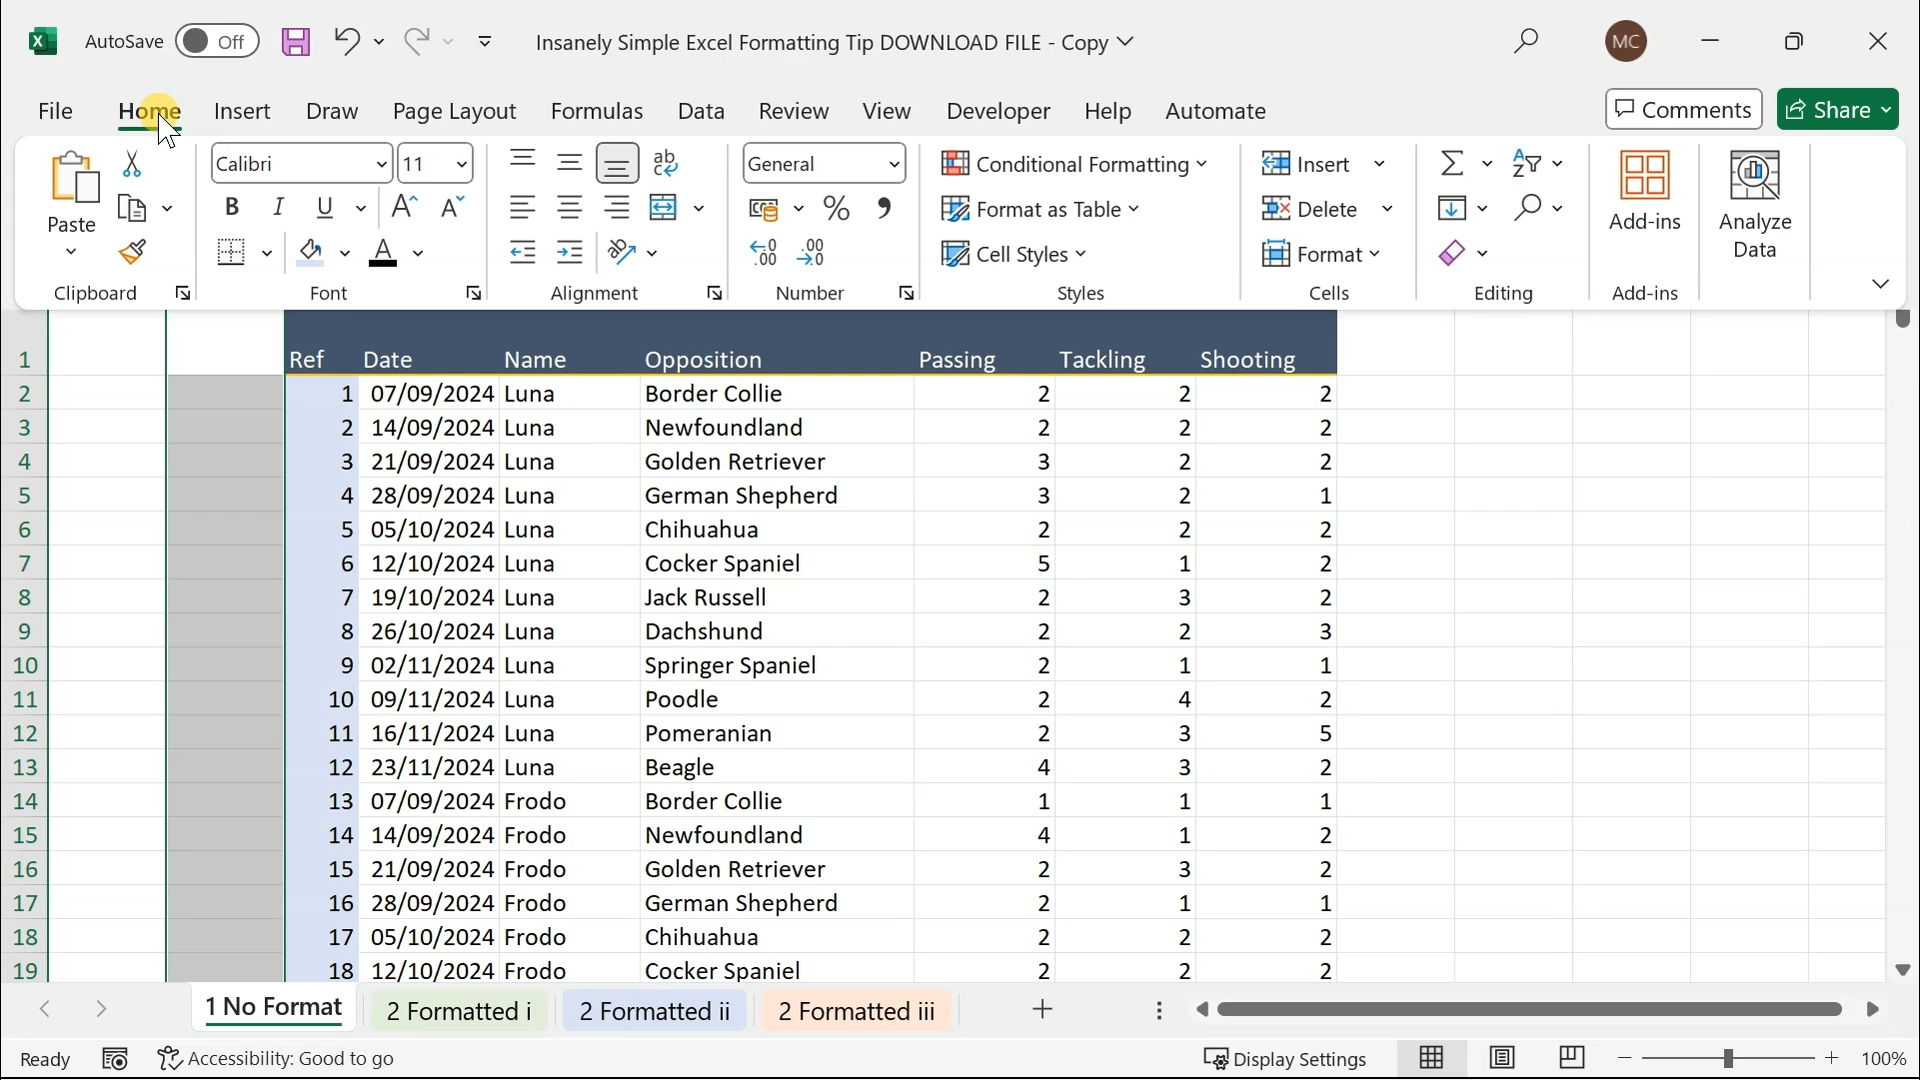 AutoSave Off Insanely Simple Excel Formatting Tip DOWNLOAD FILE - Copy MC
File Home Insert Draw Page Layout Formulas Data Review View Developer Help Automate Comments Share
Calibri 11 ab General Conditional Formatting Insert
Paste B I U A A % Format as Table Delete Add-ins Analyze Data
A Cell Styles Format
Clipboard Font Alignment Number Styles Cells Editing Add-ins
1 Ref Date Name Opposition Passing Tackling Shooting
2 1 07/09/2024 Luna Border Collie 2 2 2
3 2 14/09/2024 Luna Newfoundland 2 2 2
4 3 21/09/2024 Luna Golden Retriever 3 2 2
5 4 28/09/2024 Luna German Shepherd 3 2 1
6 5 05/10/2024 Luna Chihuahua 2 2 2
7 6 12/10/2024 Luna Cocker Spaniel 5 1 2
8 7 19/10/2024 Luna Jack Russell 2 3 2
9 8 26/10/2024 Luna Dachshund 2 2 3
10 9 02/11/2024 Luna Springer Spaniel 2 1 1
11 10 09/11/2024 Luna Poodle 2 4 2
12 11 16/11/2024 Luna Pomeranian 2 3 5
13 12 23/11/2024 Luna Beagle 4 3 2
14 13 07/09/2024 Frodo Border Collie 1 1 1
15 14 14/09/2024 Frodo Newfoundland 4 1 2
16 15 21/09/2024 Frodo Golden Retriever 2 3 2
17 16 28/09/2024 Frodo German Shepherd 2 1 1
18 17 05/10/2024 Frodo Chihuahua 2 2 2
19 18 12/10/2024 Frodo Cocker Spaniel 2 2 2
1 No Format 2 Formatted i 2 Formatted ii 2 Formatted iii
Ready Accessibility: Good to go Display Settings 100%